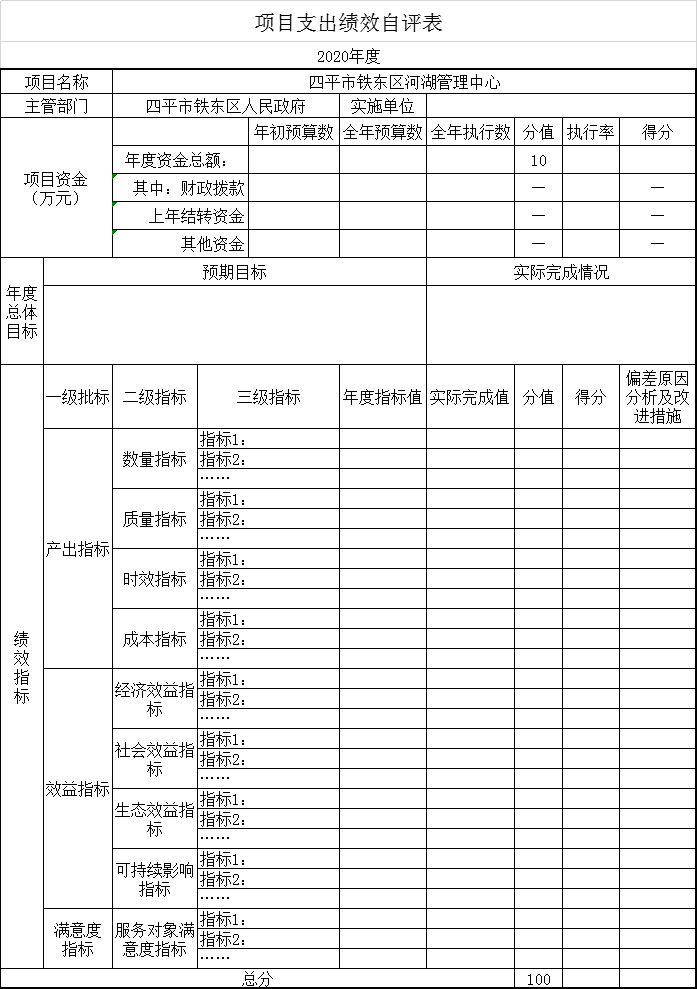 项目支出绩效自评表
2020年度
项目名称 四平市铁东区河湖管理中心
主管部门 四平市铁东区人民政府 实施单位
项目资金
（万元）
年初预算数 全年预算数 全年执行数 分值 执行率 得分
年度资金总额： 10
其中：财政拨款 — —
上年结转资金 — —
其他资金 — —
年度
总体
目标
预期目标 实际完成情况
绩
效
指
标
一级批标 二级指标 三级指标 年度指标值 实际完成值 分值 得分
偏差原因
分析及改
进措施
产出指标
数量指标
指标1：
指标2：
……
质量指标
指标1：
指标2：
……
时效指标
指标1：
指标2：
……
成本指标
指标1：
指标2：
……
效益指标
经济效益指
标
指标1：
指标2：
……
社会效益指
标
指标1：
指标2：
……
生态效益指
标
指标1：
指标2：
……
可持续影响
指标
指标1：
指标2：
……
满意度
指标
服务对象满
意度指标
指标1：
指标2：
……
总分 100